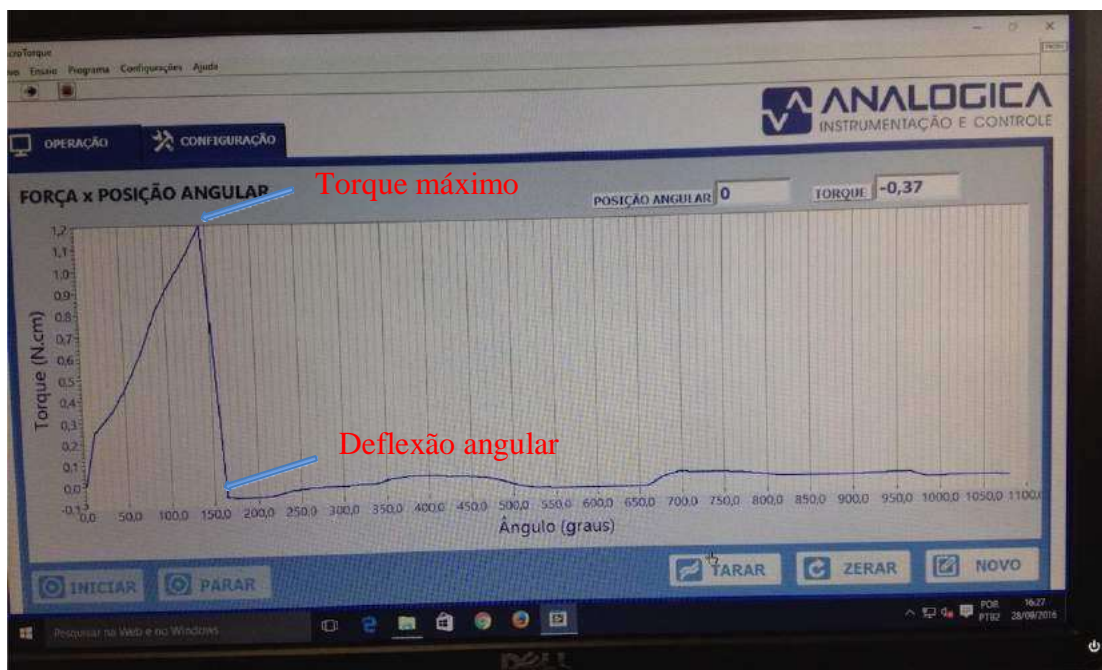 croTorque
Ensaio Programa Configurações Ajuda
ANALOGICA
INSTRUMENTAÇÃO E CONTROLE
OPERAÇÃO
CONFIGURAÇÃO
FORÇA x POSIÇÃO ANGULAR
Torque máximo
POSIÇÃO ANGULAR 0
TORQUE -0,37
Torque (N.cm)
1,2
1,1
1,0
0,9
0,8
0,7
0,6
0,5
0,4
0,3
0,2
0,1
0,0
-0,1
Deflexão angular
0,0 50,0 100,0 150,0 200,0 250,0 300,0 350,0 400,0 450,0 500,0 550,0 600,0 650,0 700,0 750,0 800,0 850,0 900,0 950,0 1000,0 1050,0 1100,0
Ângulo (graus)
INICIAR
PARAR
TARAR
ZERAR
NOVO
Pesquisar na Web e no Windows
POR 16:27
PTB2 28/09/2016
DELL